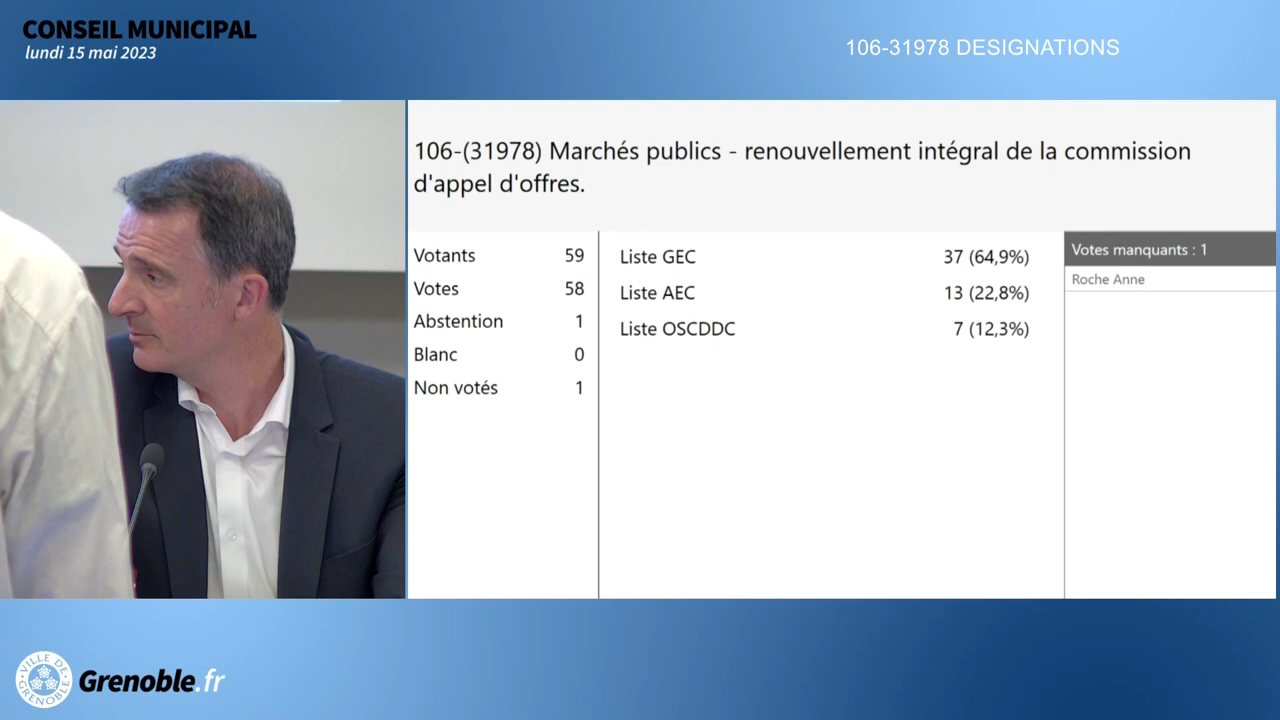 CONSEIL MUNICIPAL
lundi 15 mai 2023
106-31978 DESIGNATIONS
106-(31978) Marchés publics - renouvellement intégral de la commission
d'appel d'offres.
Votants 59
Votes 58
Abstention 1
Blanc 0
Non votés 1
Liste GEC 37 (64,9%)
Liste AEC 13 (22,8%)
Liste OSCDDC 7 (12,3%)
Votes manquants : 1
Roche Anne
VILLE DE
GRENOBLE
Grenoble.fr